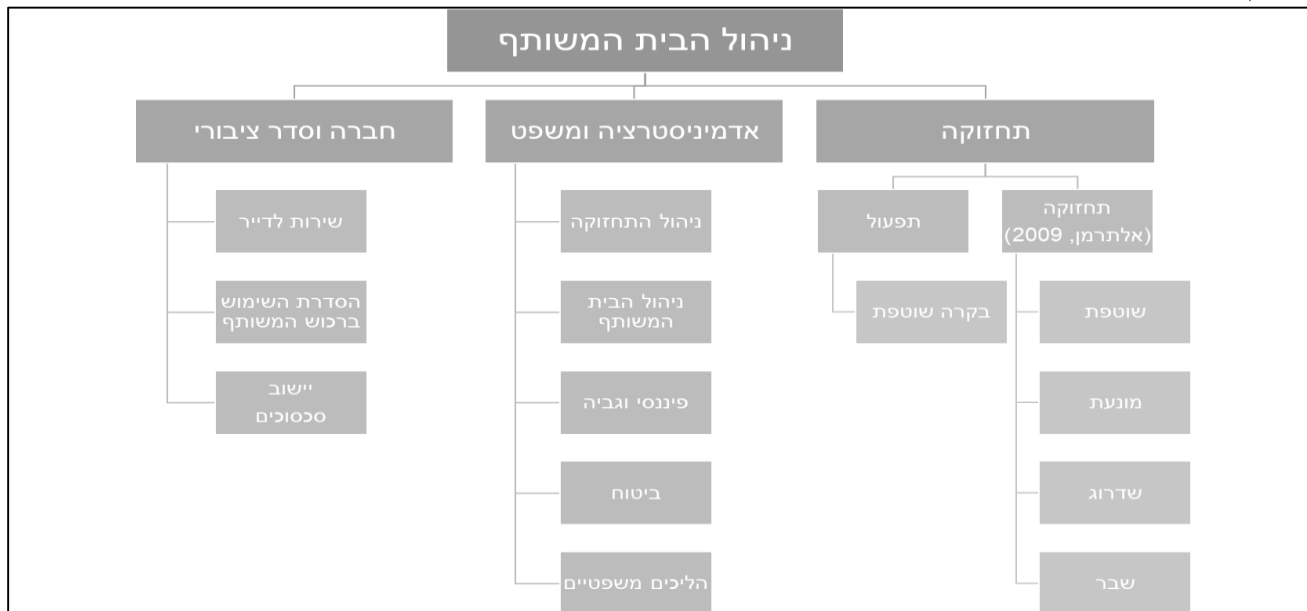 ניהול הבית המשותף
תחזוקה
אדמיניסטרציה ומשפט
חברה וסדר ציבורי
תחזוקה
(אלתרמן, 2009)
תפעול
ניהול התחזוקה
שירות לדייר
שוטפת
בקרה שוטפת
ניהול הבית
המשותף
הסדרת השימוש
ברכוש המשותף
מונעת
פיננסי וגביה
יישוב
סכסוכים
שדרוג
ביטוח
שבר
הליכים משפטיים